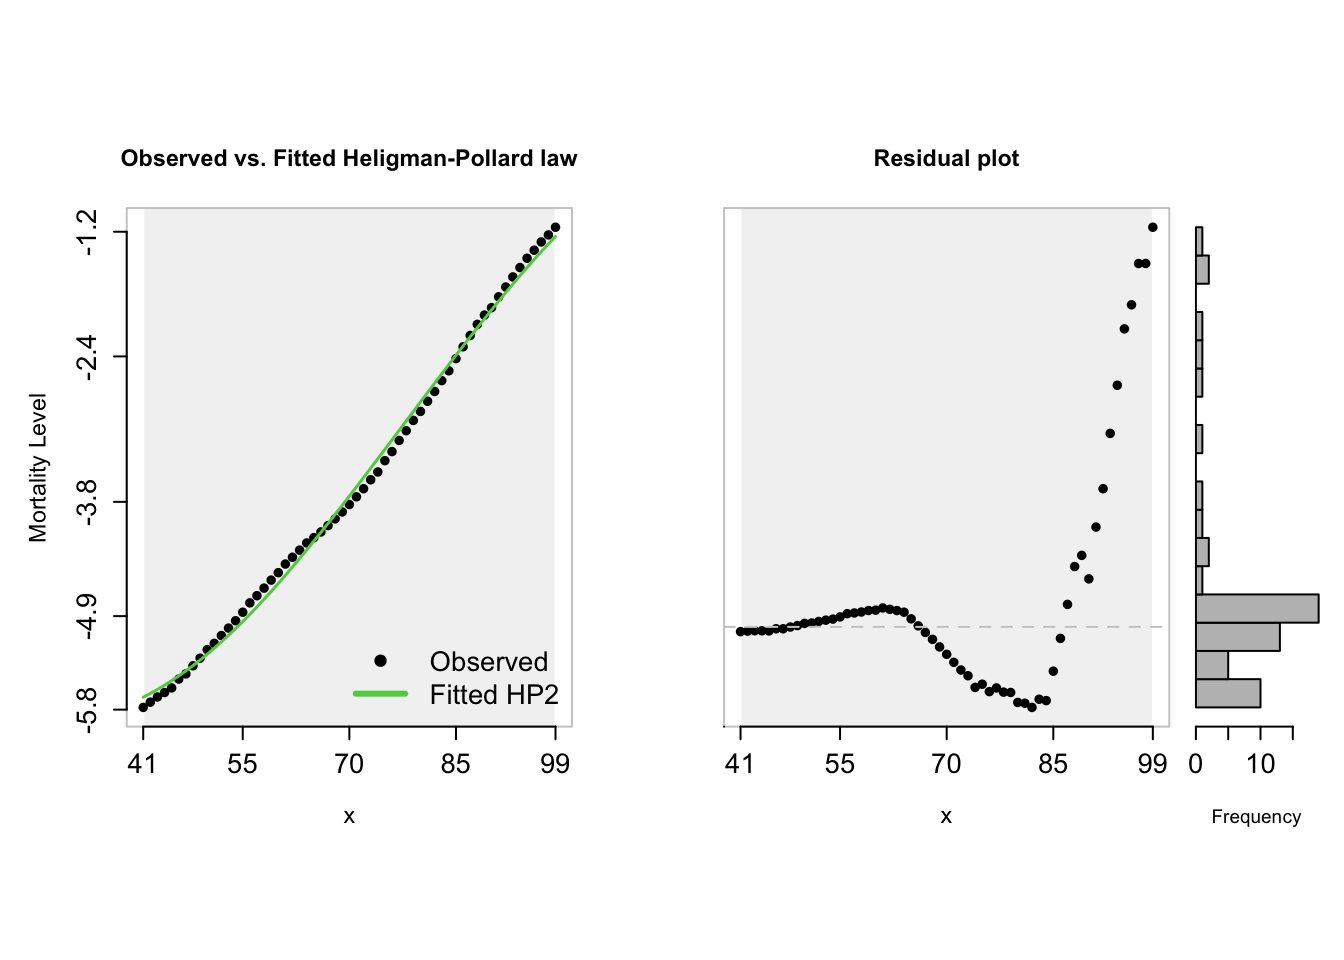 Observed vs. Fitted Heligman-Pollard law
Mortality Level
-1.2
-2.4
-3.8
-4.9
-5.8
Observed
Fitted HP2
41 55 70 85 99
x
Residual plot
41 55 70 85 99
x
0 10
Frequency